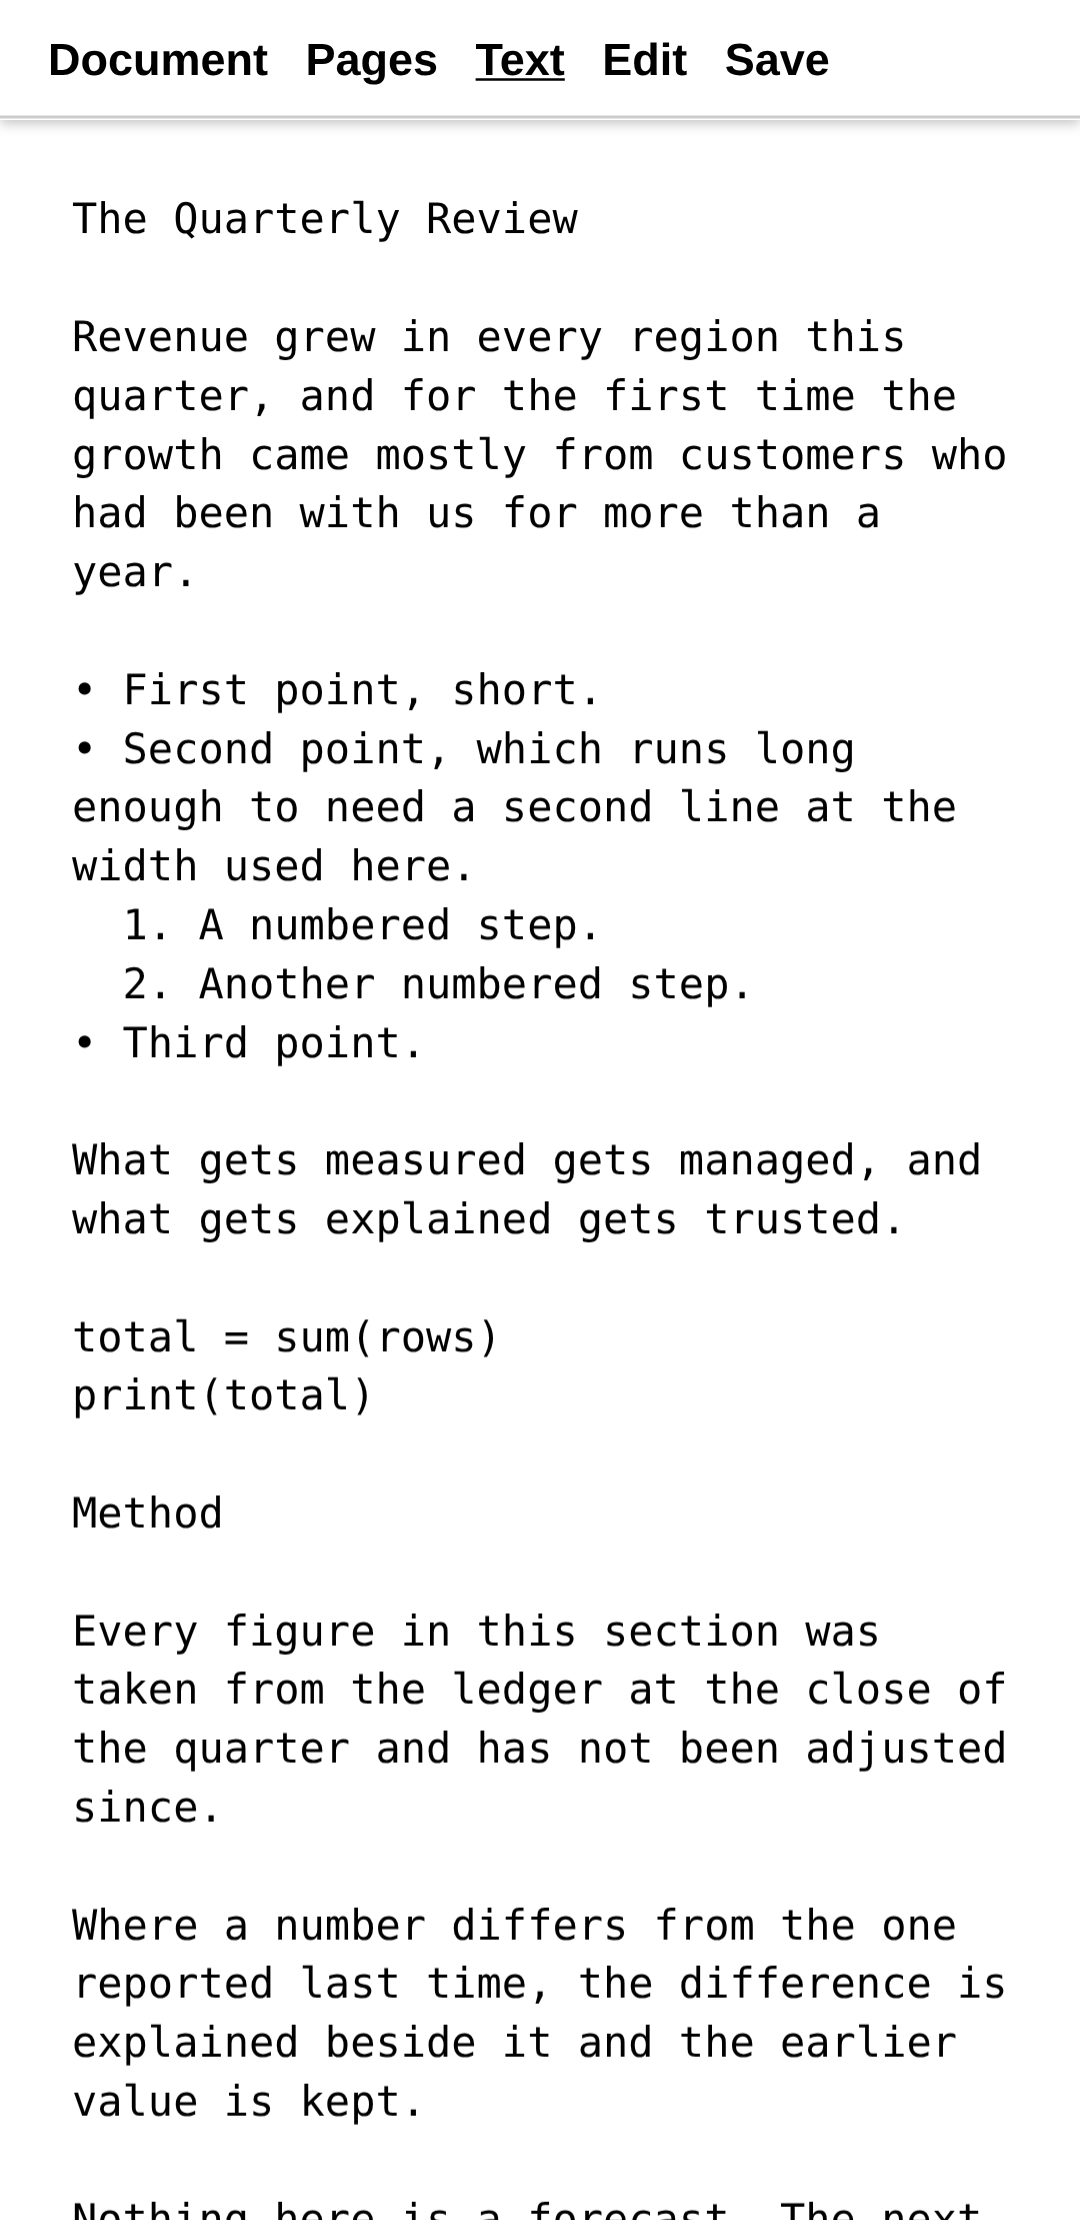 Document Pages Text Edit Save
The Quarterly Review
Revenue grew in every region this
quarter, and for the first time the
growth came mostly from customers who
had been with us for more than a
year.
• First point, short.
• Second point, which runs long
enough to need a second line at the
width used here.
1. A numbered step.
2. Another numbered step.
• Third point.
What gets measured gets managed, and
what gets explained gets trusted.
total = sum(rows)
print(total)
Method
Every figure in this section was
taken from the ledger at the close of
the quarter and has not been adjusted
since.
Where a number differs from the one
reported last time, the difference is
explained beside it and the earlier
value is kept.
Nothing here is a forecast. The next